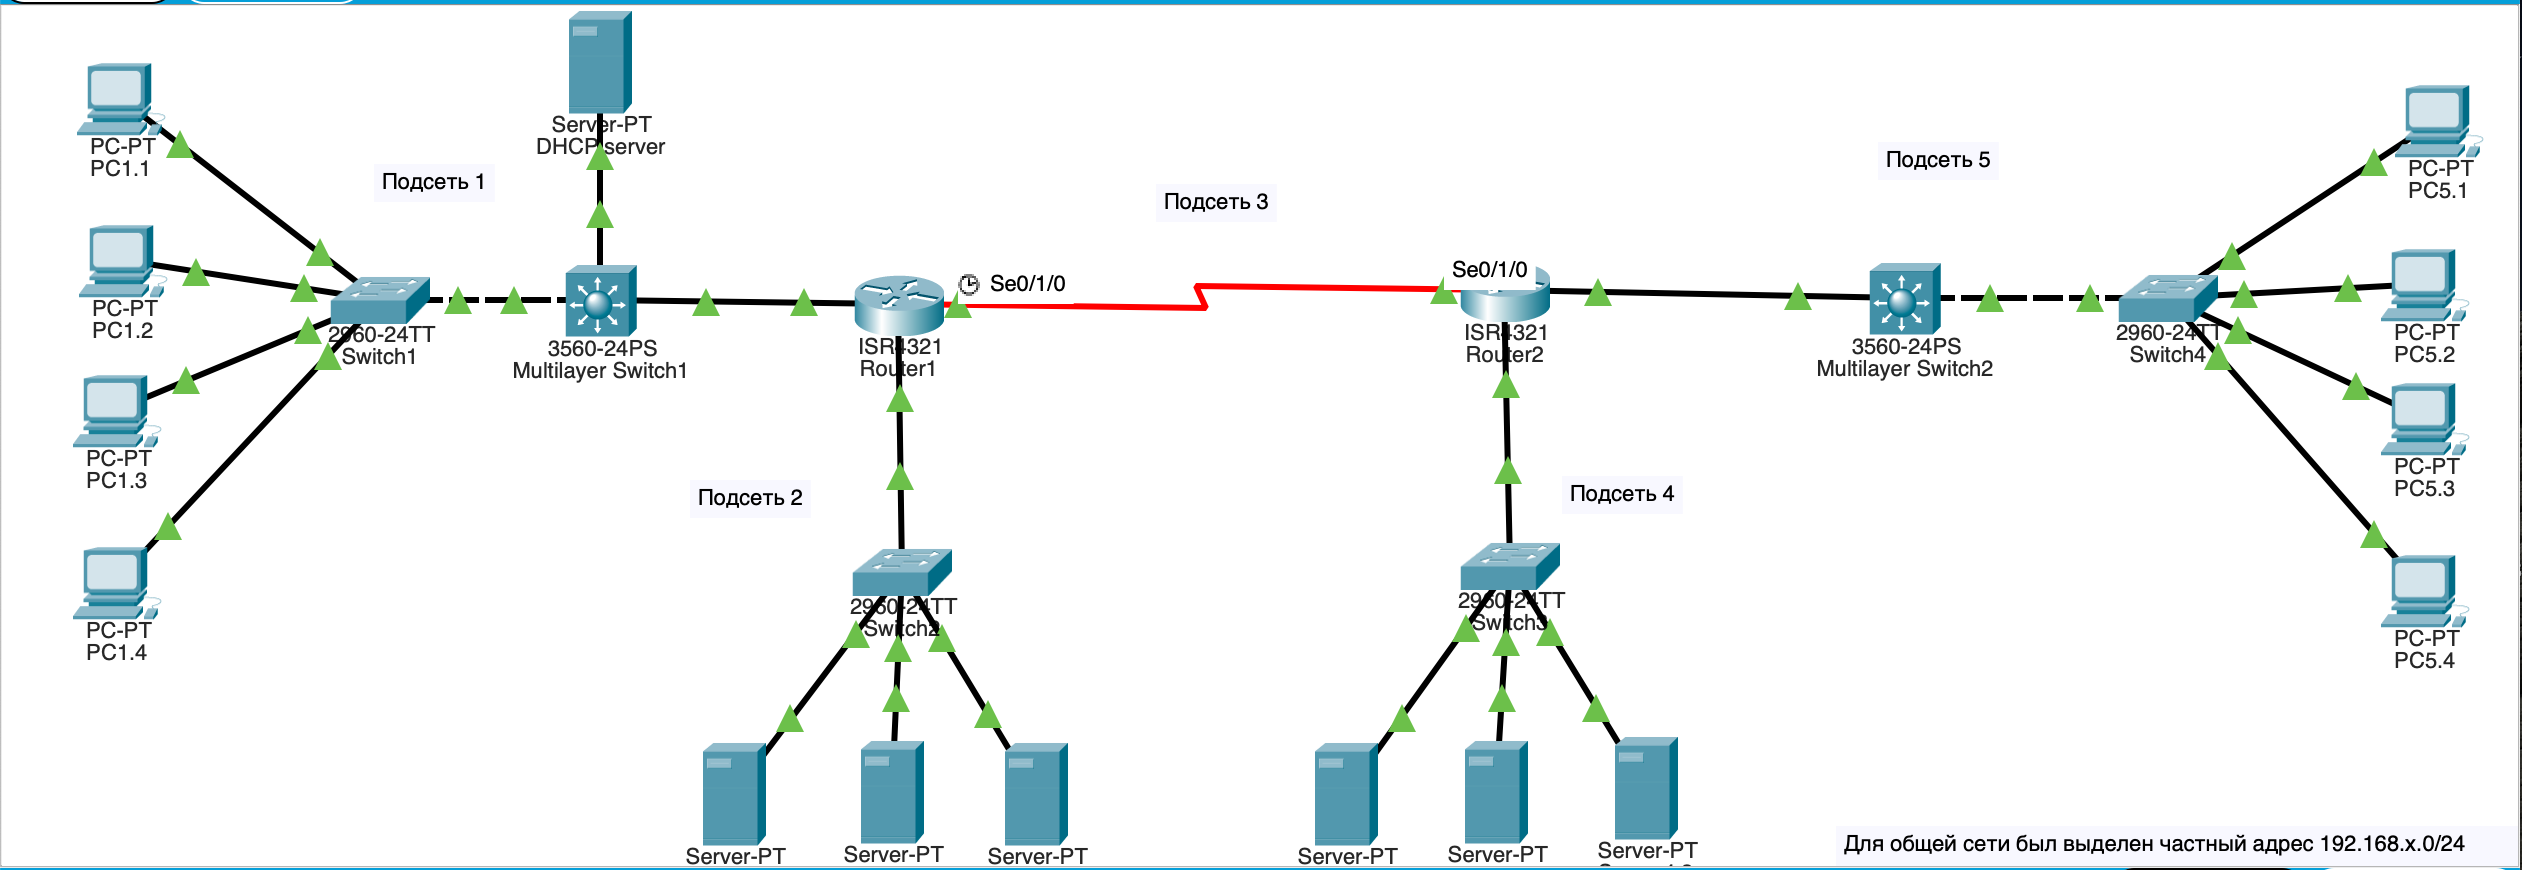 Server-PT
DHCP server
PC-PT
PC1.1
Подсеть 1
PC-PT
PC1.2
2960-24TT
Switch1
3560-24PS
Multilayer Switch1
PC-PT
PC1.3
PC-PT
PC1.4
Se0/1/0
ISR4321
Router1
Подсеть 3
Подсеть 2
2960-24TT
Switch2
Server-PT
Server-PT
Server-PT
Se0/1/0
ISR4321
Router2
Подсеть 4
2960-24TT
Switch3
Server-PT
Server-PT
Server-PT
Подсеть 5
3560-24PS
Multilayer Switch2
2960-24TT
Switch4
PC-PT
PC5.1
PC-PT
PC5.2
PC-PT
PC5.3
PC-PT
PC5.4
Для общей сети был выделен частный адрес 192.168.x.0/24